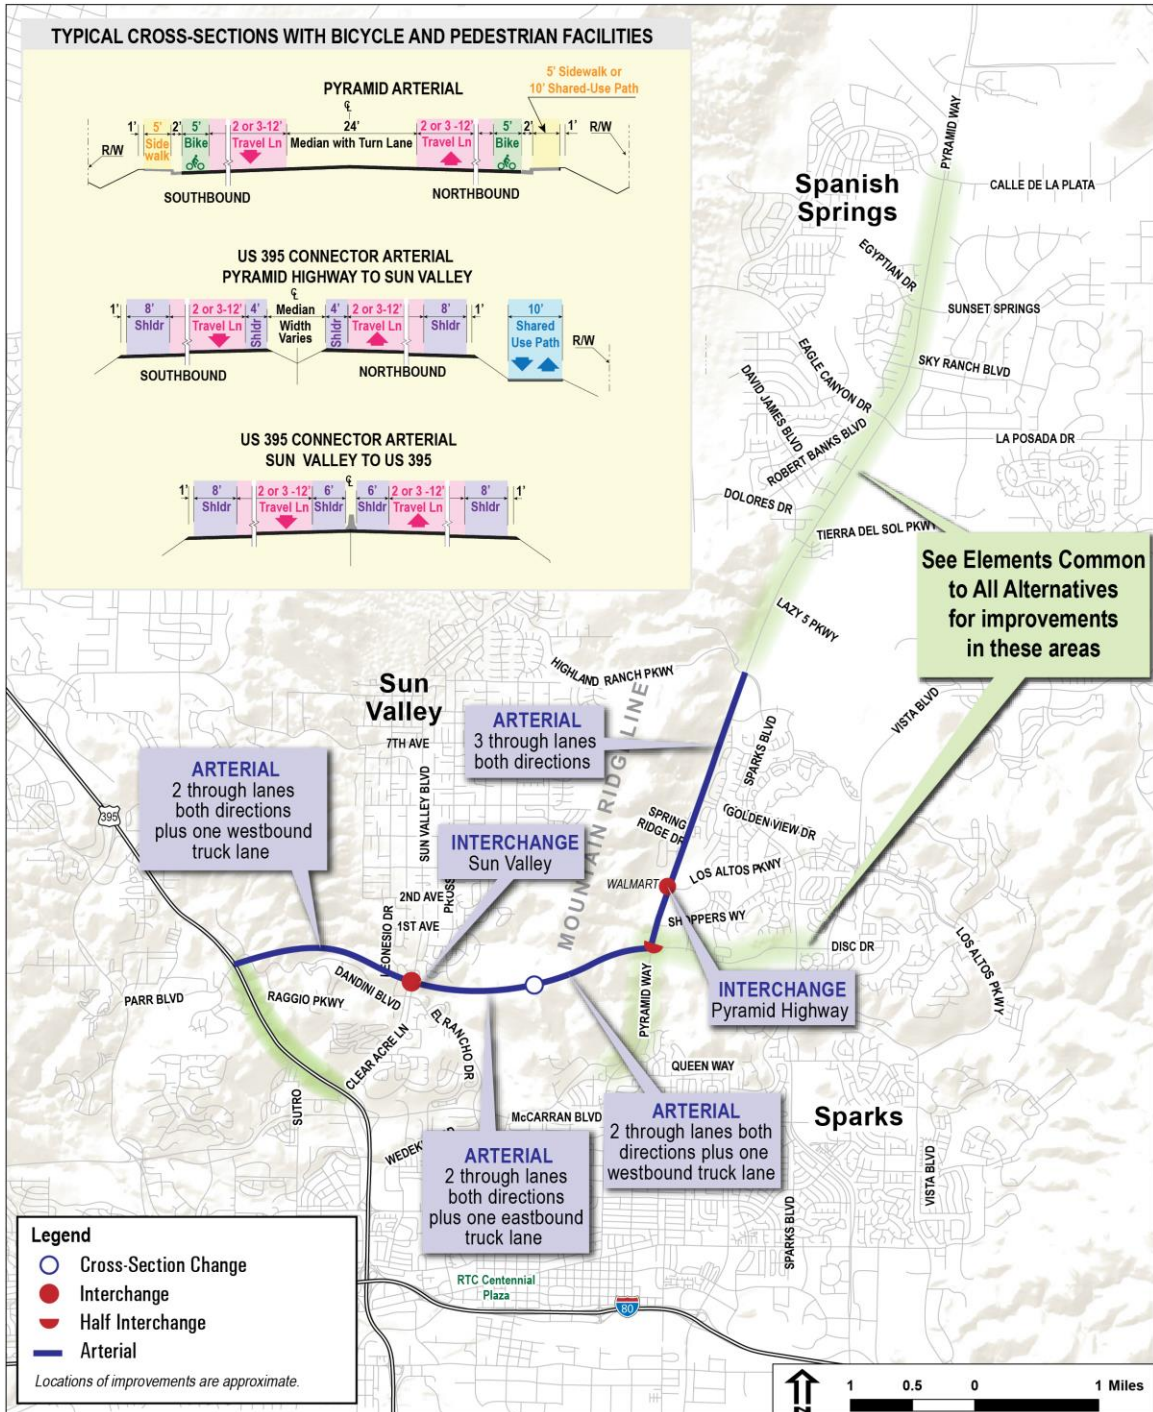 TYPICAL CROSS-SECTIONS WITH BICYCLE AND PEDESTRIAN FACILITIES
PYRAMID ARTERIAL
5' Sidewalk or
10' Shared-Use Path
1' 5' 2' 5' 2 or 3-12' 24' 2 or 3 -12' 5' 2' 1' R/W
R/W Side Bike Travel Ln Median with Turn Lane Travel Ln Bike
walk
SOUTHBOUND NORTHBOUND
US 395 CONNECTOR ARTERIAL
PYRAMID HIGHWAY TO SUN VALLEY
1' 8' 2 or 3-12' 4' Median 4' 2 or 3-12' 8' 1' 10'
Shldr Travel Ln Shldr Width Shldr Travel Ln Shldr Shared
Varies Use Path R/W
SOUTHBOUND NORTHBOUND
US 395 CONNECTOR ARTERIAL
SUN VALLEY TO US 395
1' 8' 2 or 3 -12' 6' 6' 2 or 3 -12' 8' 1'
Shldr Travel Ln Shldr Shldr Travel Ln Shldr
PYRAMID WAY
Spanish
Springs
CALLE DE LA PLATA
EGYPTIAN DR
SUNSET SPRINGS
EAGLE CANYON DR
SKY RANCH BLVD
DAVID JAMES BLVD
ROBERT BANKS BLVD
LA POSADA DR
DOLORES DR
TIERRA DEL SOL PKWY
See Elements Common
to All Alternatives
for improvements
in these areas
LAZY 5 PKWY
HIGHLAND RANCH PKWY
VISTA BLVD
Sun
Valley
MOUNTAIN RIDGE LINE
ARTERIAL
3 through lanes
both directions
SPARKS BLVD
7TH AVE
SUN VALLEY BLVD
ARTERIAL
2 through lanes
both directions
plus one westbound
truck lane
395
SPRING
RIDGE DR
GOLDEN VIEW DR
INTERCHANGE
Sun Valley
LOS ALTOS PKWY
WALMART
2ND AVE
1ST AVE
LEONESIO DR
SHOPPERS WY
DISC DR
LOS ALTOS PKWY
DANDINI BLVD
PARR BLVD
RAGGIO PKWY
PYRAMID WAY
INTERCHANGE
Pyramid Highway
EL RANCHO DR
CLEAR ACRE LN
QUEEN WAY
SUTRO
McCARRAN BLVD
Sparks
ARTERIAL
2 through lanes both
directions plus one
westbound truck lane
ARTERIAL
2 through lanes
both directions
plus one eastbound
truck lane
VISTA BLVD
SPARKS BLVD
RTC Centennial
Plaza
80
Legend
Cross-Section Change
Interchange
Half Interchange
Arterial
Locations of improvements are approximate.
1 0.5 0 1 Miles